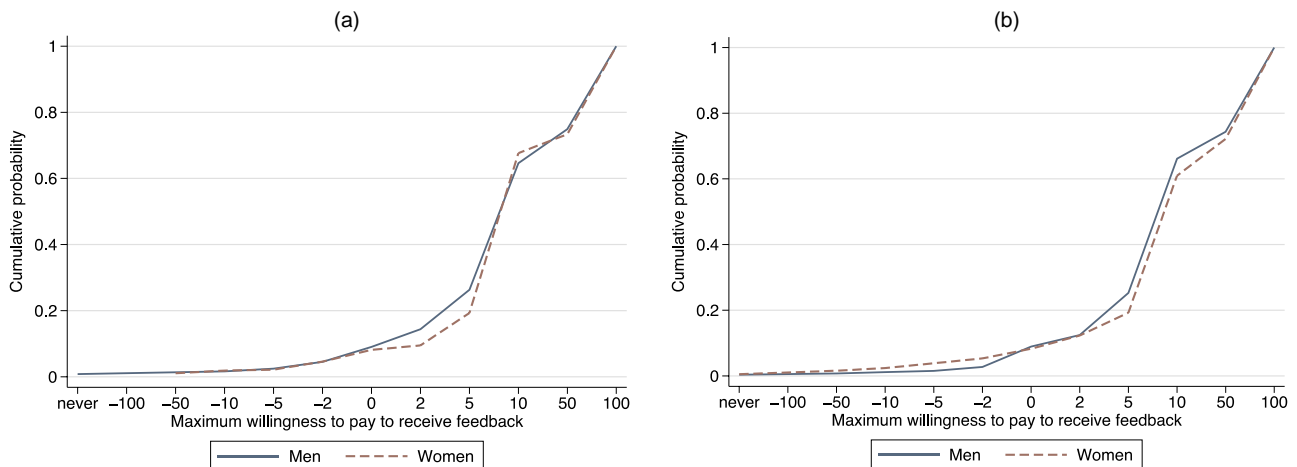 (a)
Cumulative probability
1
0.8
0.6
0.4
0.2
0
never −100 −50 −10 −5 −2 0 2 5 10 50 100
Maximum willingness to pay to receive feedback
Men Women
(b)
Cumulative probability
1
0.8
0.6
0.4
0.2
0
never −100 −50 −10 −5 −2 0 2 5 10 50 100
Maximum willingness to pay to receive feedback
Men Women